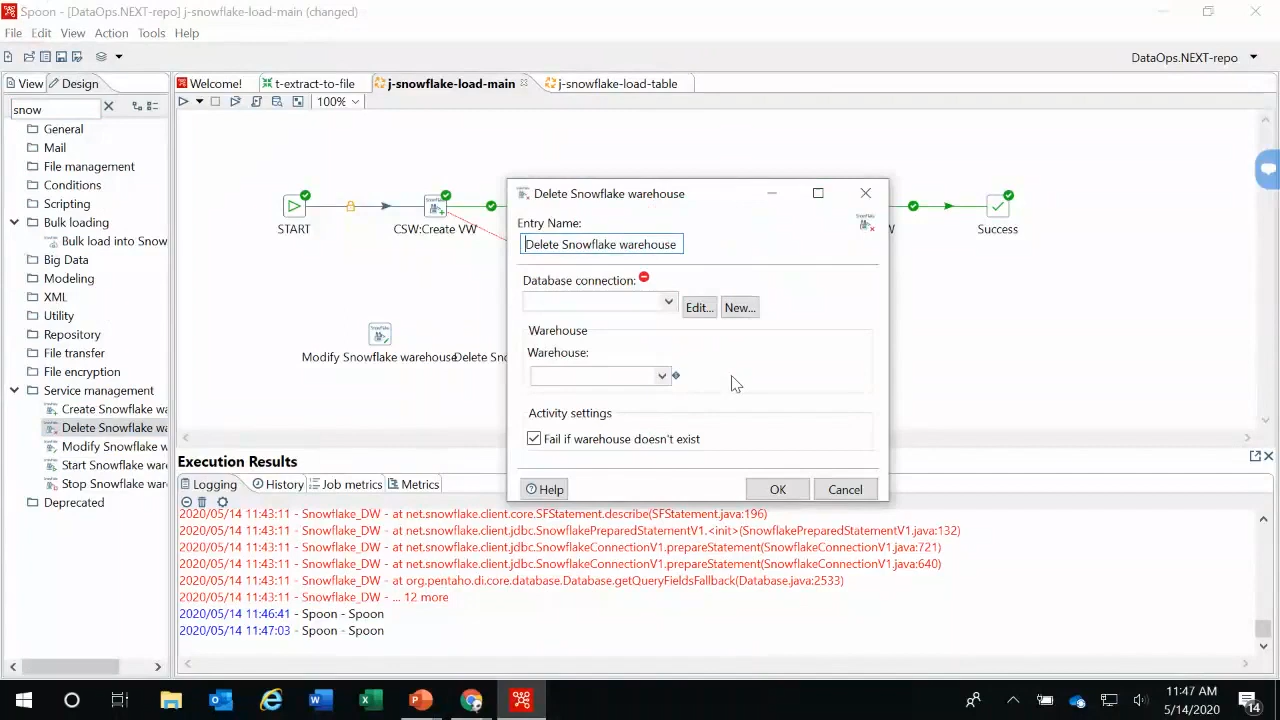 Spoon - [DataOps.NEXT-repo] j-snowflake-load-main (changed)
File Edit View Action Tools Help
DataOps.NEXT-repo
View Design
Welcome! t-extract-to-file j-snowflake-load-main j-snowflake-load-table
snow
100%
General
Mail
File management
Conditions
Scripting
Bulk loading
Bulk load into Snow
Big Data
Modeling
XML
Utility
Repository
File transfer
File encryption
Service management
Create Snowflake wa
Delete Snowflake wa
Modify Snowflake w
Start Snowflake ware
Stop Snowflake ware
Deprecated
START
CSW:Create VW
W
Success
Modify Snowflake warehouse
Delete Sno
Delete Snowflake warehouse
Entry Name:
Delete Snowflake warehouse
Database connection:
Edit... New...
Warehouse
Warehouse:
Activity settings
Fail if warehouse doesn't exist
Help OK Cancel
Execution Results
Logging History Job metrics Metrics
2020/05/14 11:43:11 - Snowflake_DW - at net.snowflake.client.core.SFStatement.describe(SFStatement.java:196)
2020/05/14 11:43:11 - Snowflake_DW - at net.snowflake.client.jdbc.SnowflakePreparedStatementV1.<init>(SnowflakePreparedStatementV1.java:132)
2020/05/14 11:43:11 - Snowflake_DW - at net.snowflake.client.jdbc.SnowflakeConnectionV1.prepareStatement(SnowflakeConnectionV1.java:721)
2020/05/14 11:43:11 - Snowflake_DW - at net.snowflake.client.jdbc.SnowflakeConnectionV1.prepareStatement(SnowflakeConnectionV1.java:640)
2020/05/14 11:43:11 - Snowflake_DW - at org.pentaho.di.core.database.Database.getQueryFieldsFallback(Database.java:2533)
2020/05/14 11:43:11 - Snowflake_DW - ... 12 more
2020/05/14 11:46:41 - Spoon - Spoon
2020/05/14 11:47:03 - Spoon - Spoon
11:47 AM
5/14/2020
14